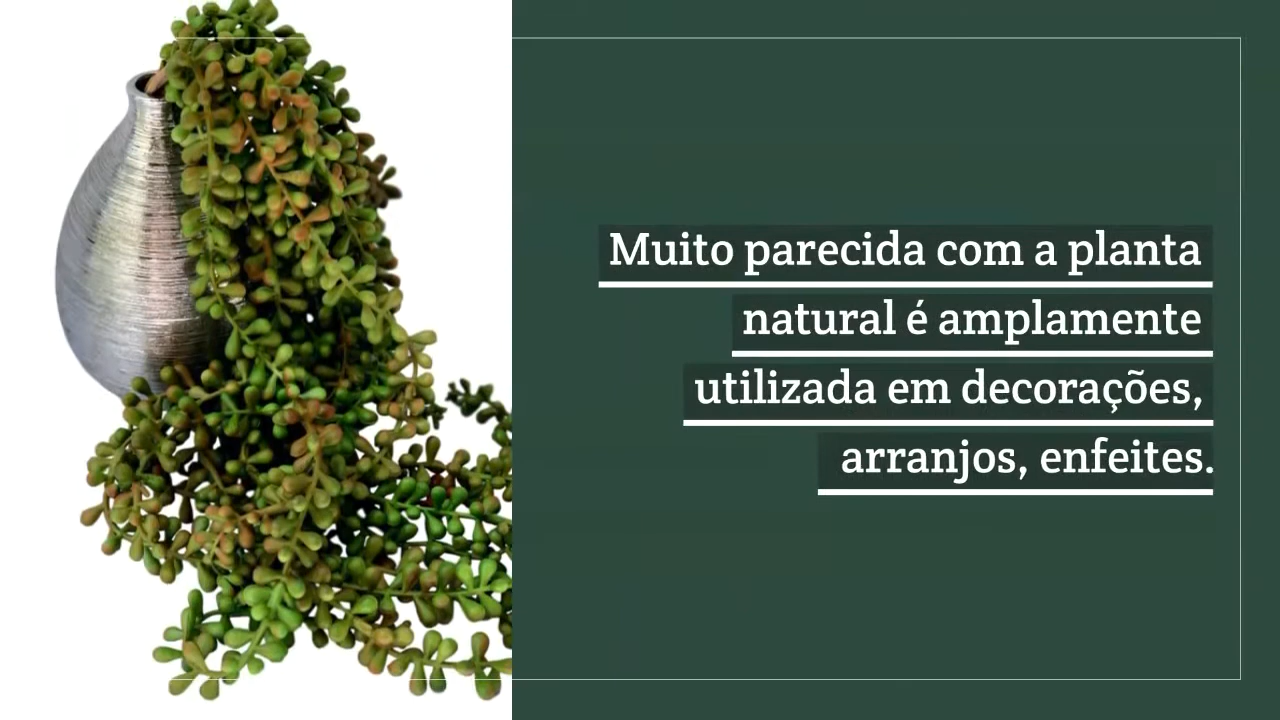 Muito parecida com a planta
natural é amplamente
utilizada em decorações,
arranjos, enfeites.